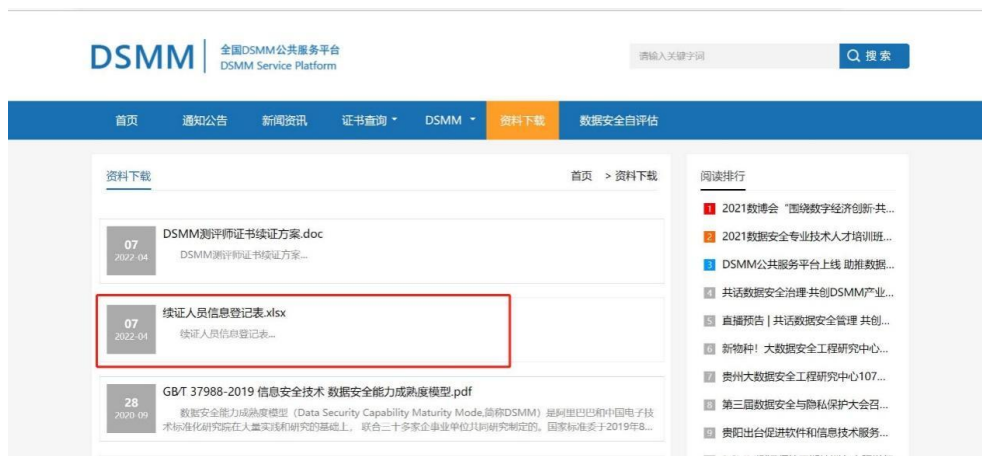 DSMM
全国DSMM公共服务平台
DSMM Service Platform
请输入关键字词
搜索
首页
通知公告
新闻资讯
证书查询
DSMM
资料下载
数据安全自评估
资料下载
首页 > 资料下载
07
2022-04
DSMM测评师证书续证方案.doc
DSMM测评师证书续证方案...
07
2022-04
续证人员信息登记表.xlsx
续证人员信息登记表...
28
2020-09
GB/T 37988-2019 信息安全技术 数据安全能力成熟度模型.pdf
数据安全能力成熟度模型（Data Security Capability Maturity Mode,简称DSMM）是阿里巴巴和中国电子技
术标准化研究院在大量实践和研究的基础上， 联合三十多家企事业单位共同研究制定的。国家标准委于2019年8...
阅读排行
1 2021数博会“围绕数字经济创新·共...
2 2021数据安全专业技术人才培训班...
3 DSMM公共服务平台上线 助推数据...
4 共话数据安全治理·共创DSMM产业...
5 直播预告 | 共话数据安全管理 共创...
6 新物种！大数据安全工程研究中心...
7 贵州大数据安全工程研究中心107...
8 第三届数据安全与隐私保护大会召...
9 贵阳出台促进软件和信息技术服务...